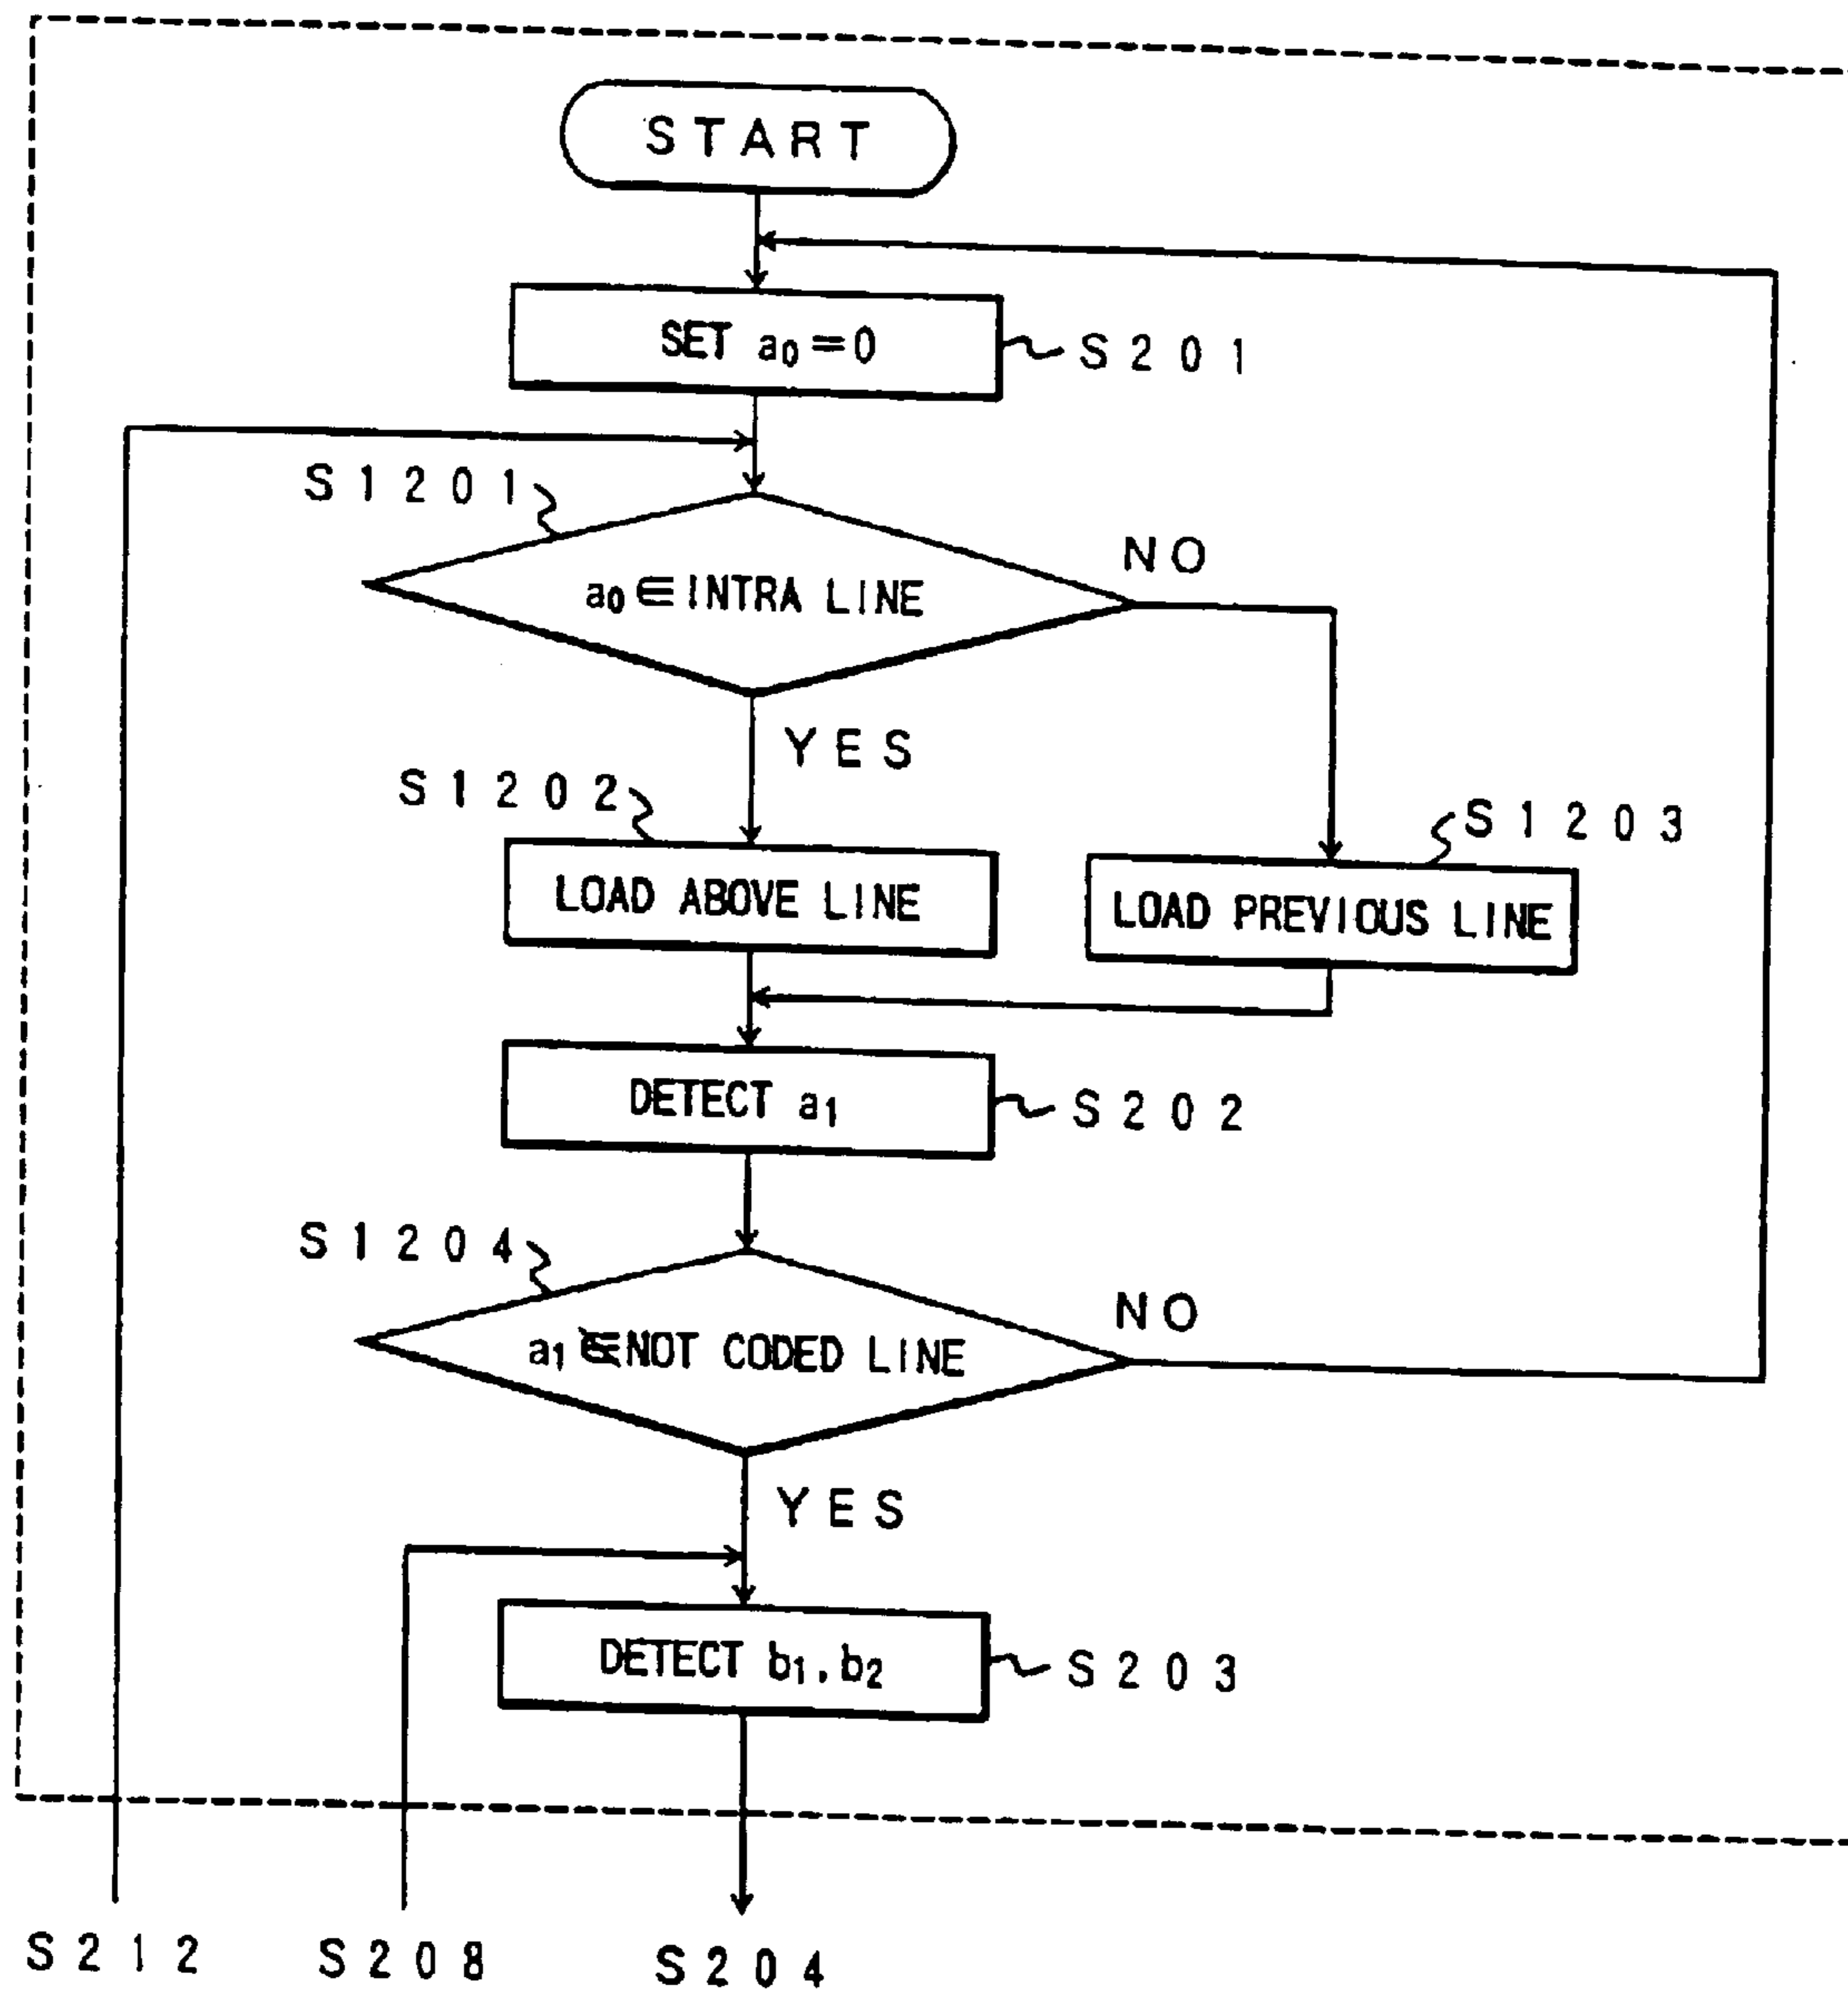 START
SET a₀=0
S201
S1201
NO
a₀∈INTRA LINE
YES
S1202
S1203
LOAD ABOVE LINE
LOAD PREVIOUS LINE
DETECT a₁
S202
S1204
NO
a₁ NOT CODED LINE
YES
DETECT b₁,b₂
S203
S212
S208
S204